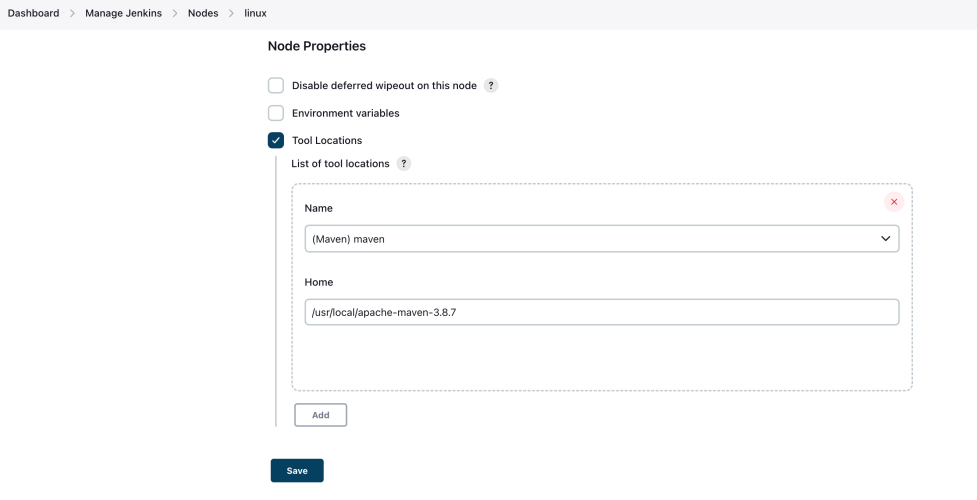 Dashboard > Manage Jenkins > Nodes > linux
Node Properties
Disable deferred wipeout on this node ?
Environment variables
Tool Locations
List of tool locations ?
Name
(Maven) maven
Home
/usr/local/apache-maven-3.8.7
Add
Save